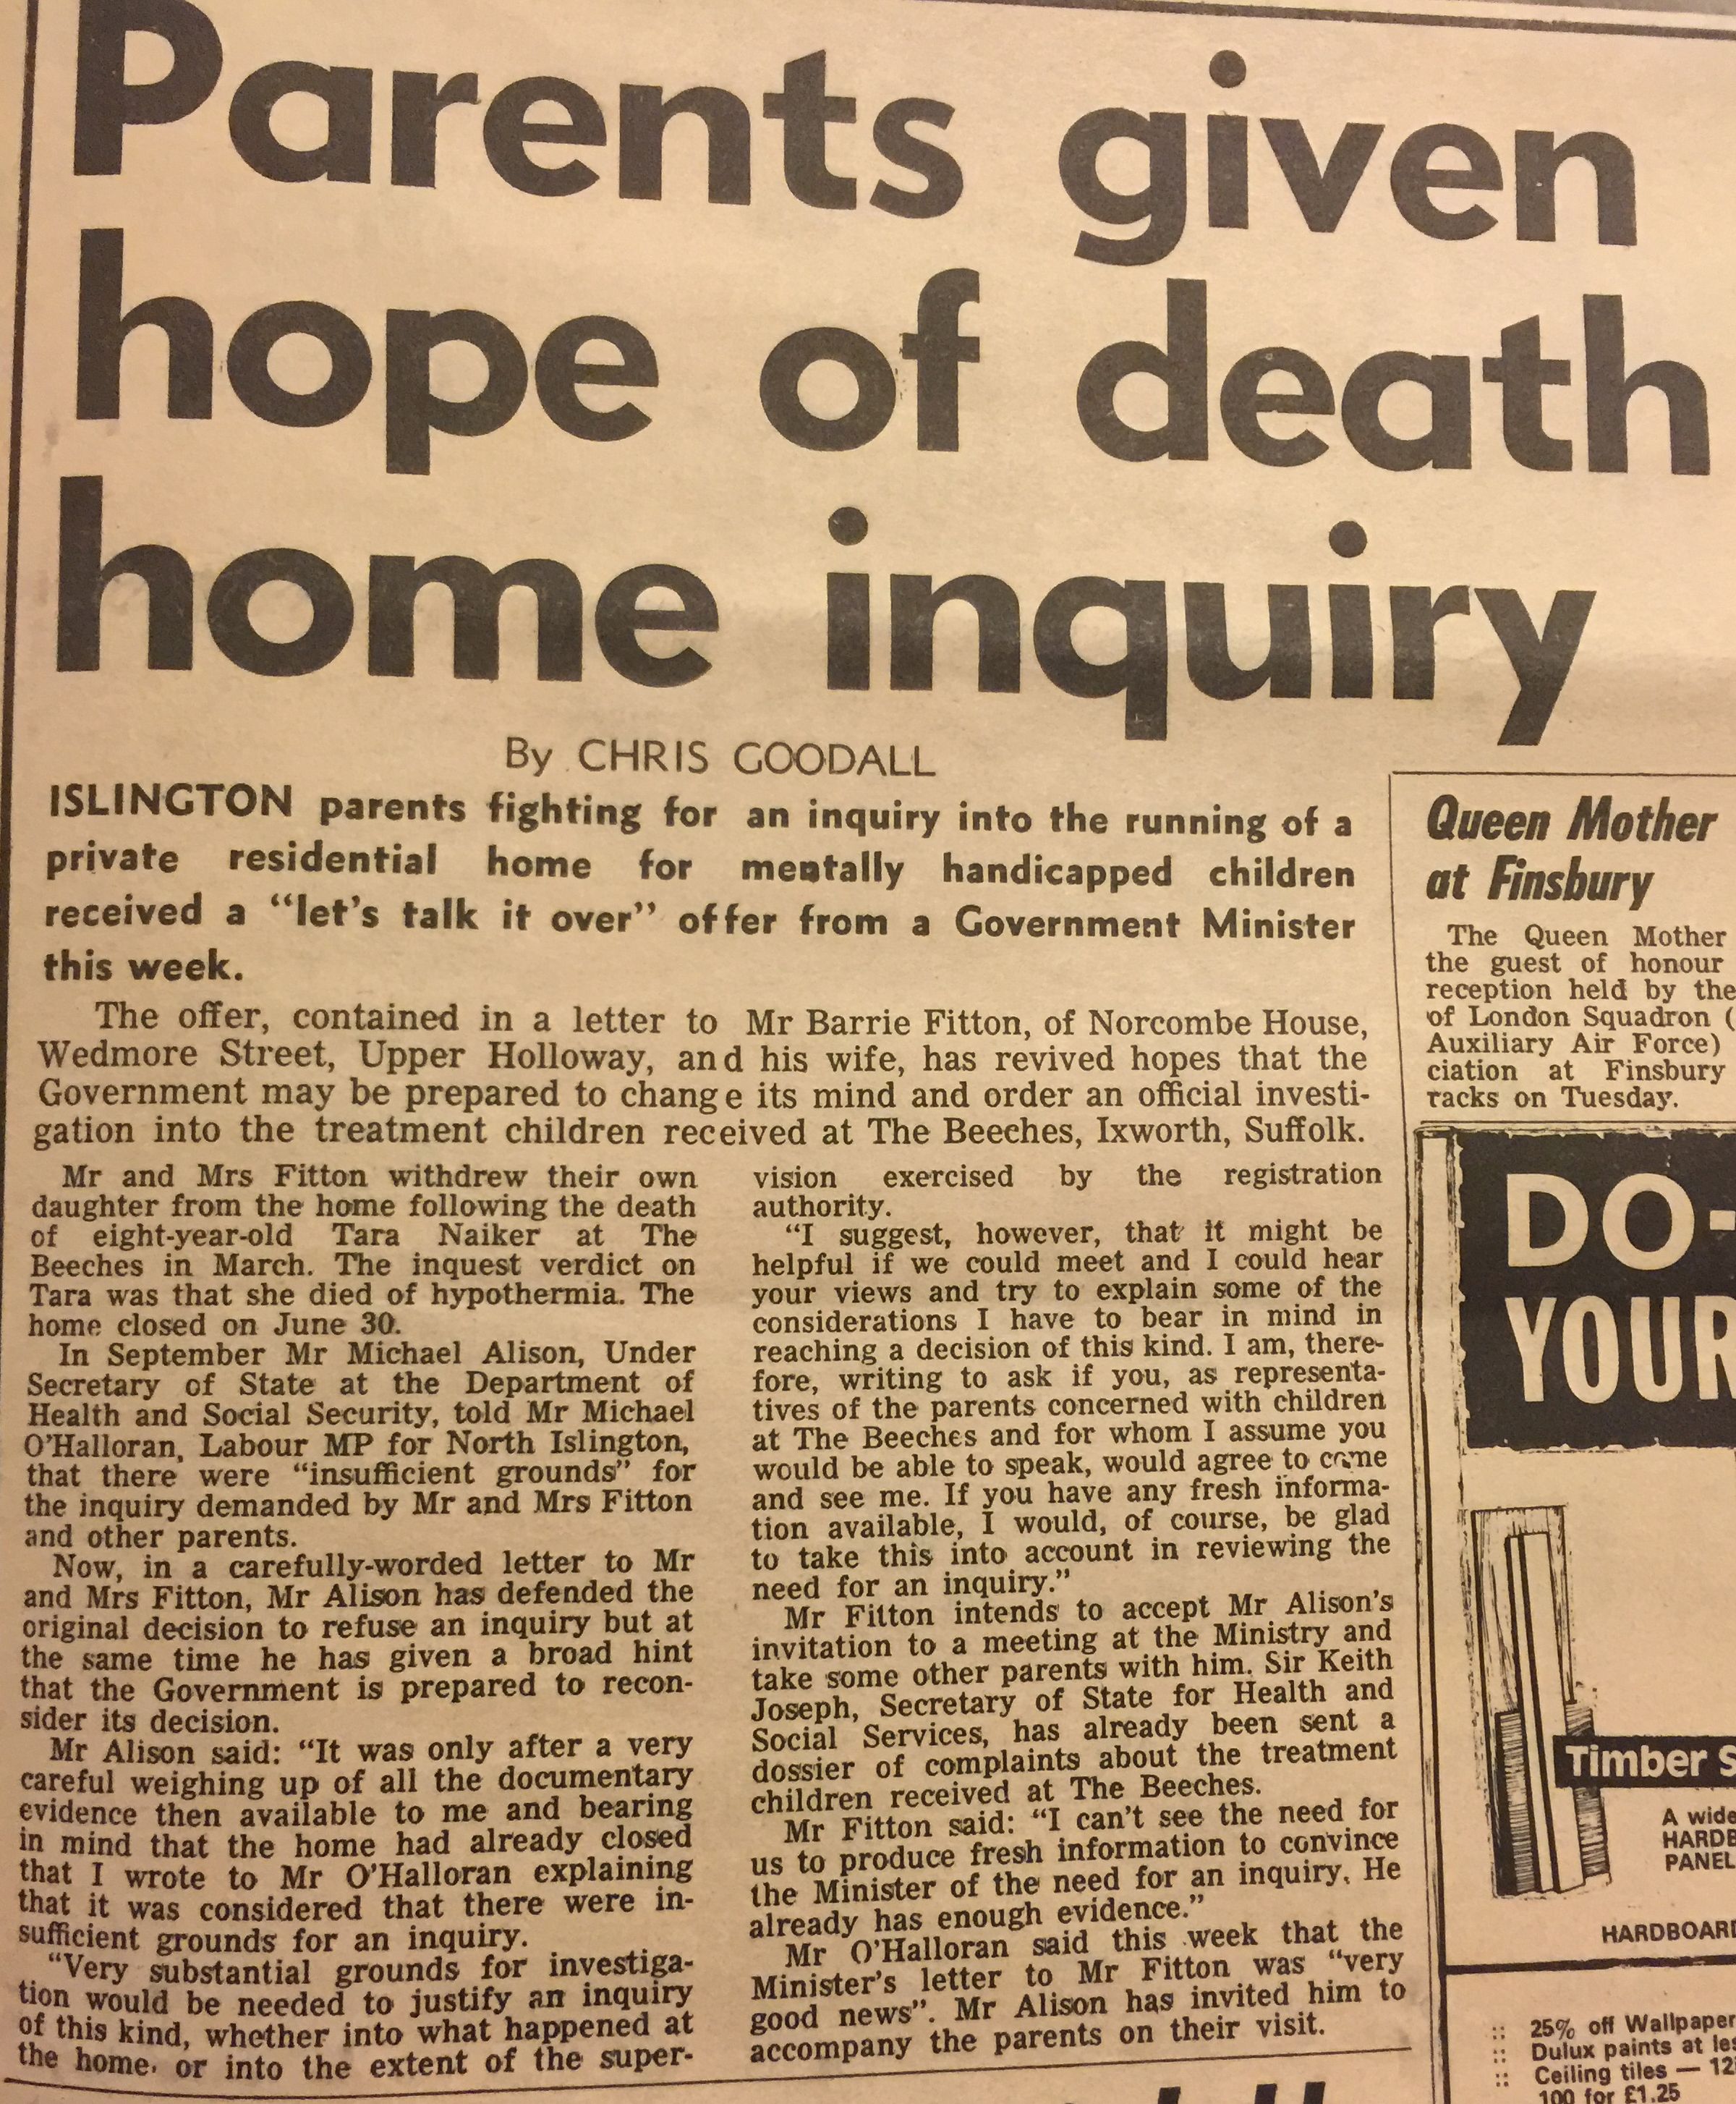 Parents given
hope of death
home inquiry
By CHRIS GOODALL
ISLINGTON parents fighting for an inquiry into the running of a
private residential home for mentally handicapped children
received a “let’s talk it over” offer from a Government Minister
this week.
The offer, contained in a letter to Mr Barrie Fitton, of Norcombe House,
Wedmore Street, Upper Holloway, and his wife, has revived hopes that the
Government may be prepared to change its mind and order an official investi-
gation into the treatment children received at The Beeches, Ixworth, Suffolk.
Mr and Mrs Fitton withdrew their own
daughter from the home following the death
of eight-year-old Tara Naiker at The
Beeches in March. The inquest verdict on
Tara was that she died of hypothermia. The
home closed on June 30.
In September Mr Michael Alison, Under
Secretary of State at the Department of
Health and Social Security, told Mr Michael
O’Halloran, Labour MP for North Islington,
that there were “insufficient grounds” for
the inquiry demanded by Mr and Mrs Fitton
and other parents.
Now, in a carefully-worded letter to Mr
and Mrs Fitton, Mr Alison has defended the
original decision to refuse an inquiry but at
the same time he has given a broad hint
that the Government is prepared to recon-
sider its decision.
Mr Alison said: “It was only after a very
careful weighing up of all the documentary
evidence then available to me and bearing
in mind that the home had already closed
that I wrote to Mr O’Halloran explaining
that it was considered that there were in-
sufficient grounds for an inquiry.
“Very substantial grounds for investiga-
tion would be needed to justify an inquiry
of this kind, whether into what happened at
the home, or into the extent of the super-
vision exercised by the registration
authority.
“I suggest, however, that it might be
helpful if we could meet and I could hear
your views and try to explain some of the
considerations I have to bear in mind in
reaching a decision of this kind. I am, there-
fore, writing to ask if you, as representa-
tives of the parents concerned with children
at The Beeches and for whom I assume you
would be able to speak, would agree to come
and see me. If you have any fresh informa-
tion available, I would, of course, be glad
to take this into account in reviewing the
need for an inquiry.”
Mr Fitton intends to accept Mr Alison’s
invitation to a meeting at the Ministry and
take some other parents with him. Sir Keith
Joseph, Secretary of State for Health and
Social Services, has already been sent a
dossier of complaints about the treatment
children received at The Beeches.
Mr Fitton said: “I can’t see the need for
us to produce fresh information to convince
the Minister of the need for an inquiry. He
already has enough evidence.”
Mr O’Halloran said this week that the
Minister’s letter to Mr Fitton was “very
good news”. Mr Alison has invited him to
accompany the parents on their visit.
Queen Mother
at Finsbury
The Queen Mother
the guest of honour
reception held by the
of London Squadron (
Auxiliary Air Force)
ciation at Finsbury
racks on Tuesday.
DO-
YOUR
Timber S
A wide
HARDB
PANEL
HARDBOAR
25% off Wallpaper
Dulux paints at les
Ceiling tiles — 12
100 for £1.25